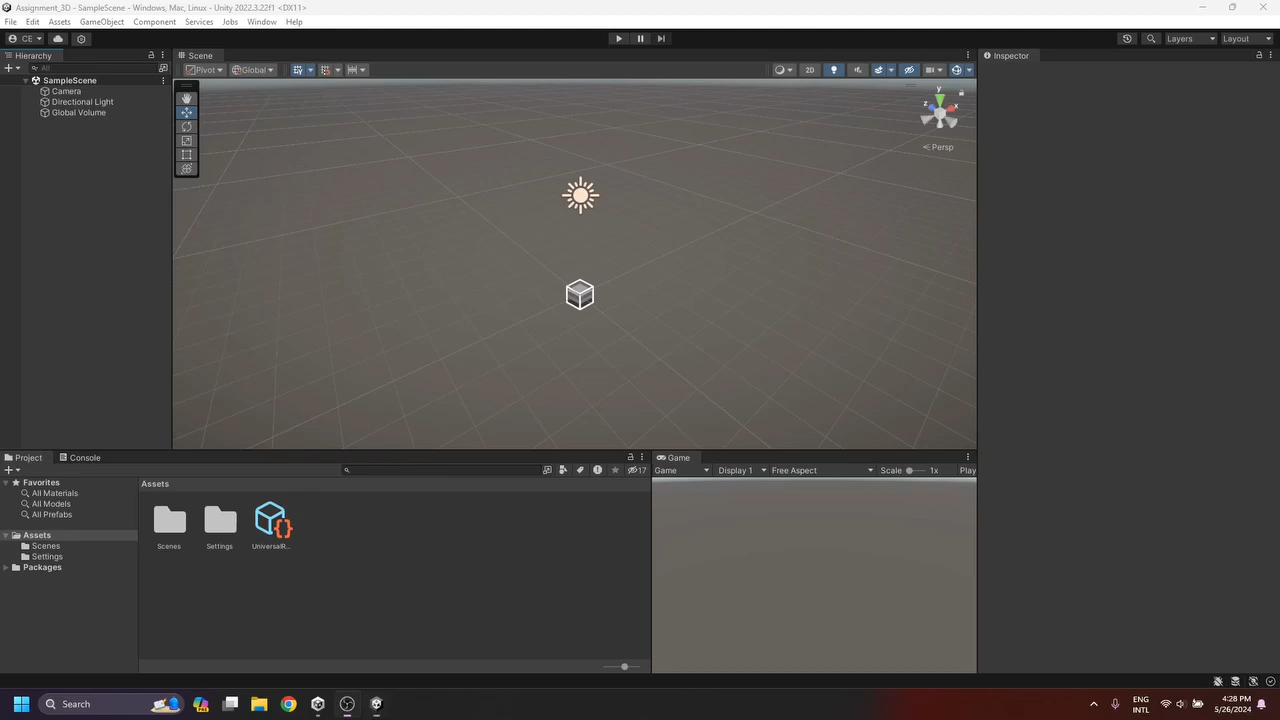 Assignment_3D - SampleScene - Windows, Mac, Linux - Unity 2022.3.22f1 <DX11>
File Edit Assets GameObject Component Services Jobs Window Help
CE
Layers
Layout
Hierarchy
Scene
Inspector
All
Pivot
Global
2D
SampleScene
Camera
Directional Light
Global Volume
y
z
x
Persp
Project
Console
Game
17
Game
Display 1
Free Aspect
Scale
1x
Play
Favorites
All Materials
All Models
All Prefabs
Assets
Scenes
Settings
Packages
Assets
Scenes
Settings
UniversalR...
Search
ENG
INTL
4:28 PM
5/26/2024